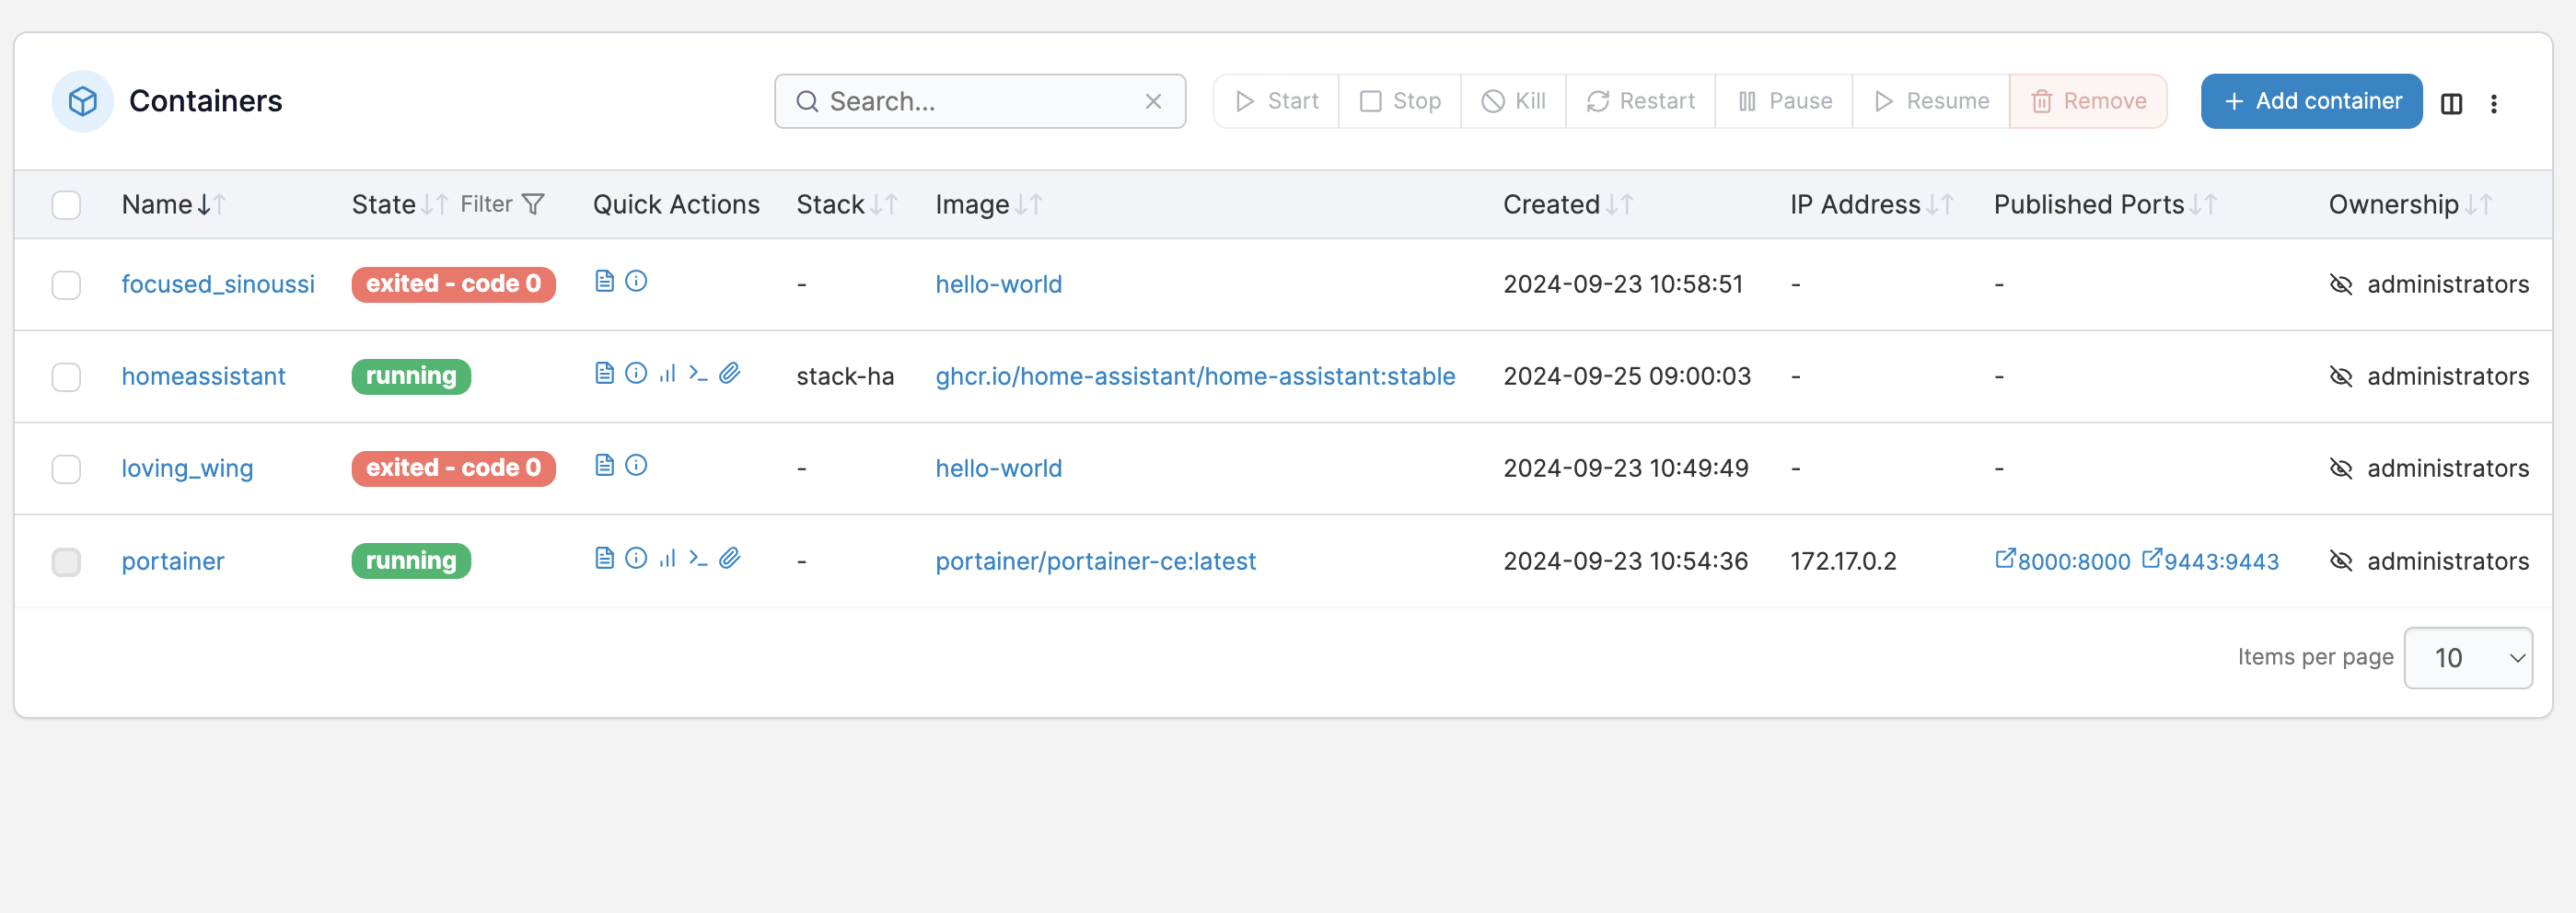 Containers Search... Start Stop Kill Restart Pause Resume Remove Add container
Name State Filter Quick Actions Stack Image Created IP Address Published Ports Ownership
focused_sinoussi exited - code 0 - hello-world 2024-09-23 10:58:51 - - administrators
homeassistant running stack-ha ghcr.io/home-assistant/home-assistant:stable 2024-09-25 09:00:03 - - administrators
loving_wing exited - code 0 - hello-world 2024-09-23 10:49:49 - - administrators
portainer running - portainer/portainer-ce:latest 2024-09-23 10:54:36 172.17.0.2 8000:8000 9443:9443 administrators
Items per page 10